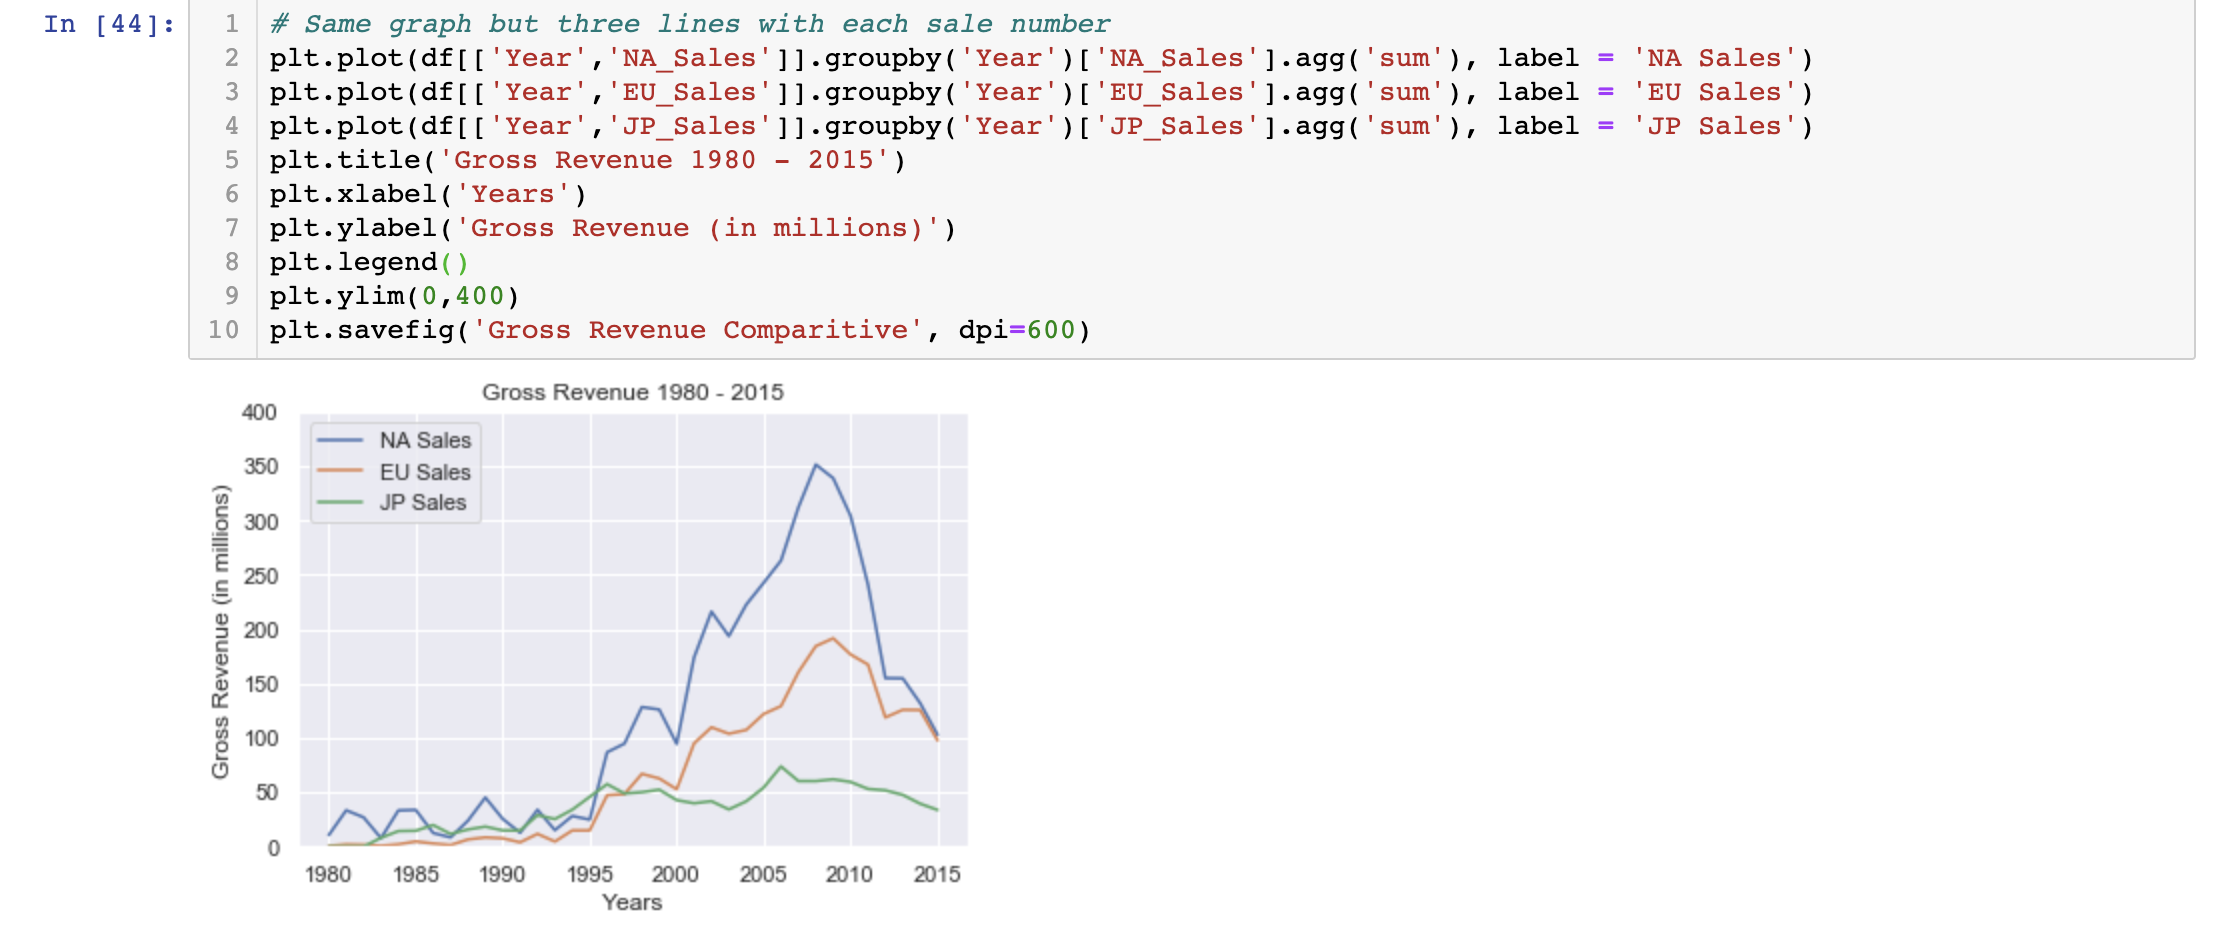 In [44]:
1 # Same graph but three lines with each sale number
2 plt.plot(df[['Year','NA_Sales']].groupby('Year')['NA_Sales'].agg('sum'), label = 'NA Sales')
3 plt.plot(df[['Year','EU_Sales']].groupby('Year')['EU_Sales'].agg('sum'), label = 'EU Sales')
4 plt.plot(df[['Year','JP_Sales']].groupby('Year')['JP_Sales'].agg('sum'), label = 'JP Sales')
5 plt.title('Gross Revenue 1980 - 2015')
6 plt.xlabel('Years')
7 plt.ylabel('Gross Revenue (in millions)')
8 plt.legend()
9 plt.ylim(0,400)
10 plt.savefig('Gross Revenue Comparitive', dpi=600)
Gross Revenue 1980 - 2015
NA Sales
EU Sales
JP Sales
Gross Revenue (in millions)
400
350
300
250
200
150
100
50
0
1980 1985 1990 1995 2000 2005 2010 2015
Years